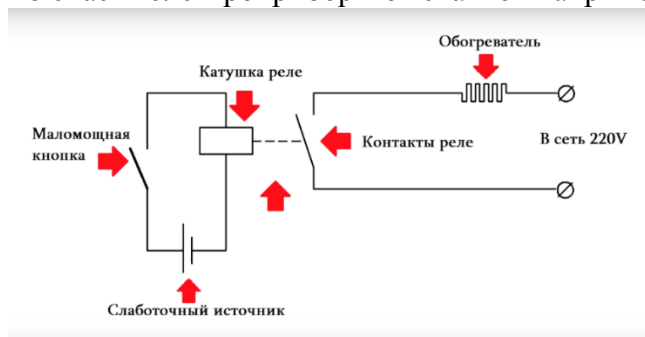 Обогреватель
Катушка реле
Маломощная
кнопка
Контакты реле
В сеть 220V
Слаботочный источник